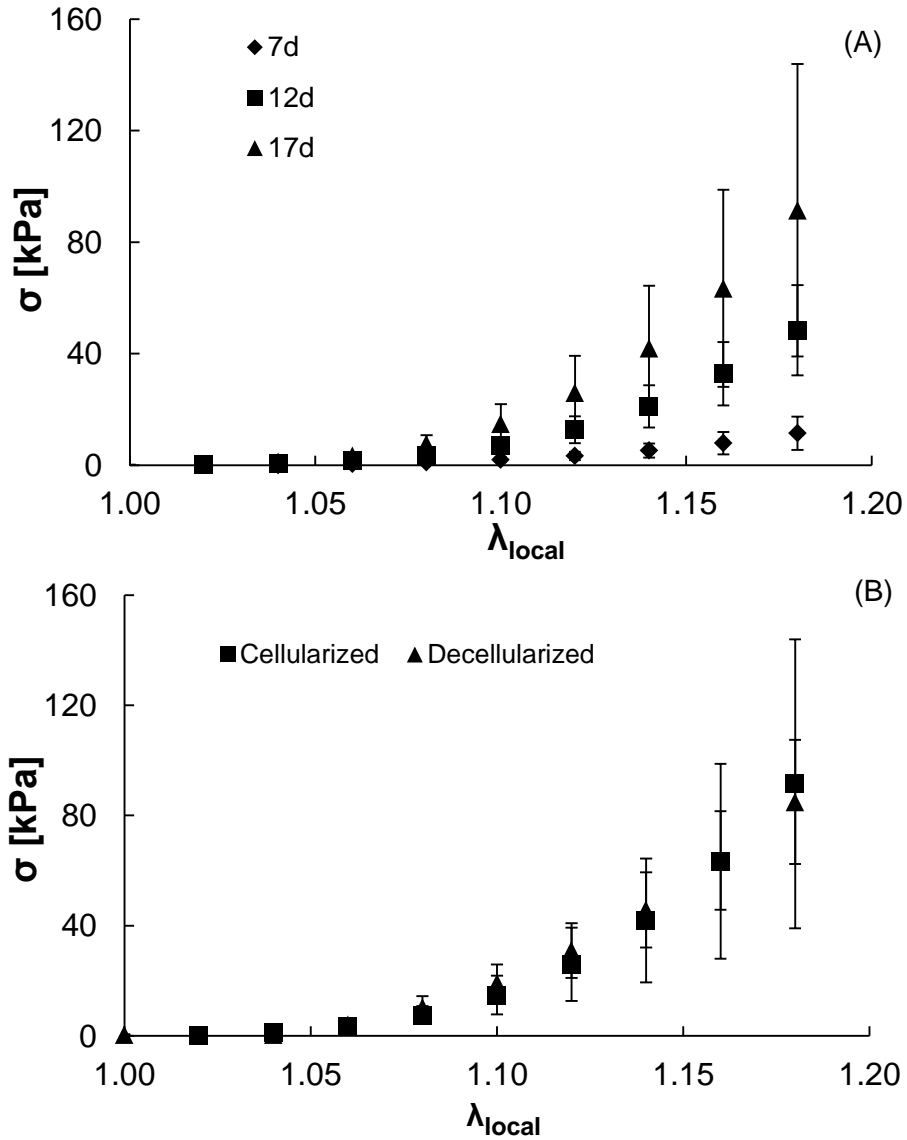 160
(A)
7d
12d
17d
120
σ [kPa]
80
40
0
1.00 1.05 1.10 1.15 1.20
λlocal
160
(B)
Cellularized Decellularized
120
σ [kPa]
80
40
0
1.00 1.05 1.10 1.15 1.20
λlocal